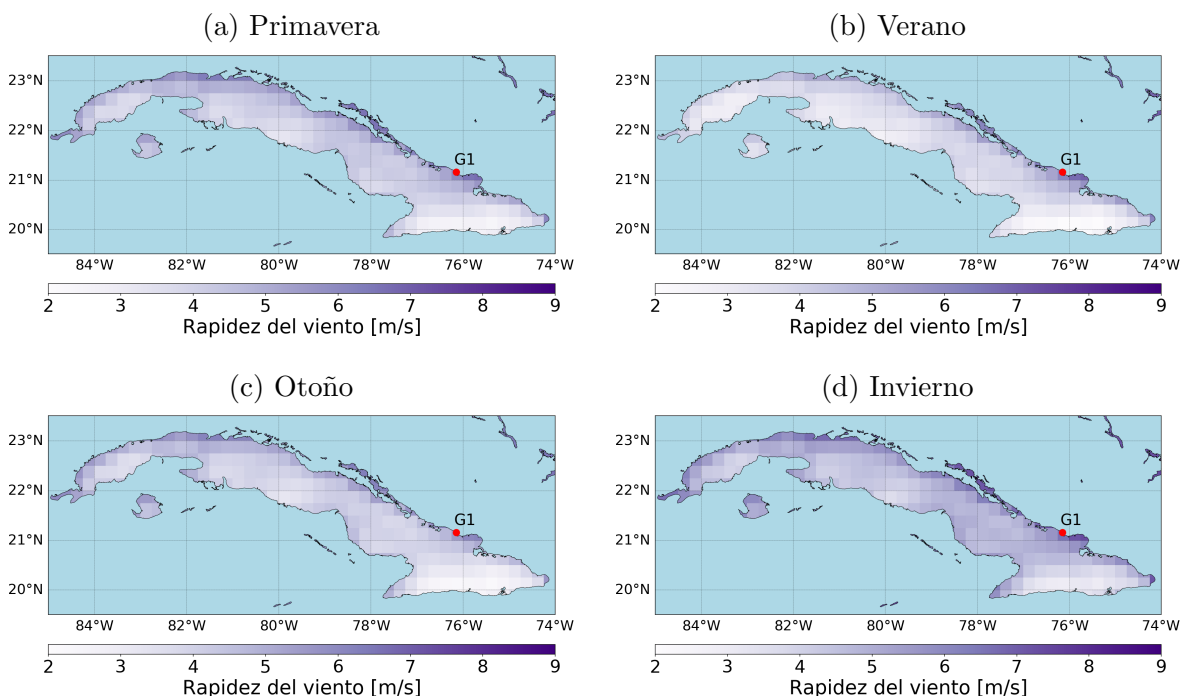 (a) Primavera
23°N
22°N
21°N
20°N
G1
84°W 82°W 80°W 78°W 76°W 74°W
2 3 4 5 6 7 9
Rapidez del viento [m/s]
(b) Verano
23°N
22°N
21°N
20°N
G1
84°W 82°W 80°W 78°W 76°W 74°W
2 3 4 5 6 7 9
Rapidez del viento [m/s]
(c) Otoño
23°N
22°N
21°N
20°N
G1
84°W 82°W 80°W 78°W 76°W 74°W
2 3 4 5 6 7 9
Rapidez del viento [m/s]
(d) Invierno
23°N
22°N
21°N
20°N
G1
84°W 82°W 80°W 78°W 76°W 74°W
2 3 4 5 6 7 9
Rapidez del viento [m/s]